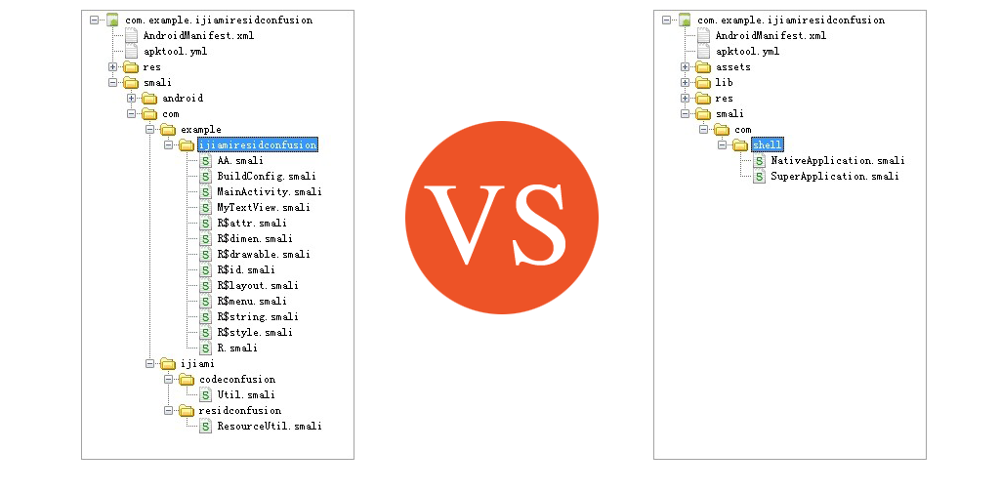 com.example.ijiamiresidconfusion
AndroidManifest.xml
apktool.yml
res
smali
android
com
example
ijiamiresidconfusion
AA.smali
BuildConfig.smali
MainActivity.smali
MyTextView.smali
R$attr.smali
R$dimen.smali
R$drawable.smali
R$id.smali
R$layout.smali
R$menu.smali
R$string.smali
R$style.smali
R.smali
ijiami
codeconfusion
Util.smali
residconfusion
ResourceUtil.smali
VS
com.example.ijiamiresidconfusion
AndroidManifest.xml
apktool.yml
assets
lib
res
smali
com
shell
NativeApplication.smali
SuperApplication.smali